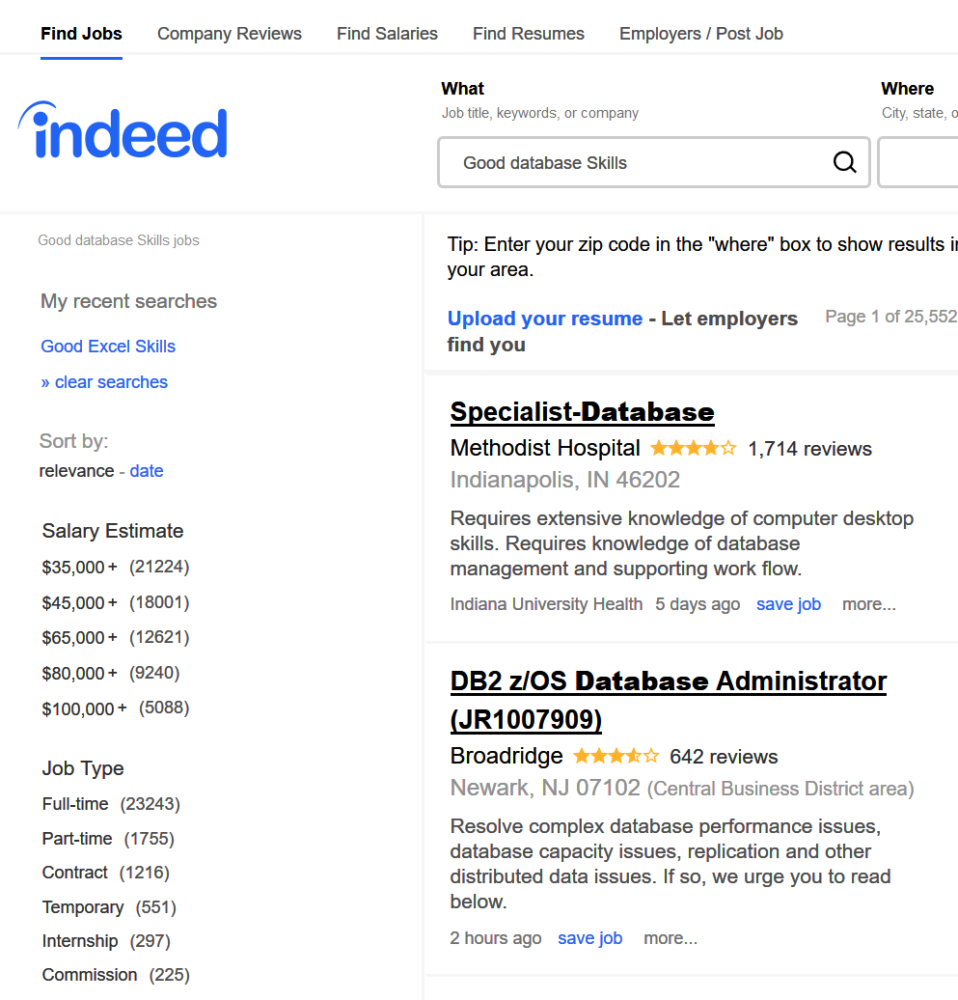 Find Jobs Company Reviews Find Salaries Find Resumes Employers / Post Job
What
Job title, keywords, or company
Where
City, state, o
indeed
Good database Skills
Good database Skills jobs
My recent searches
Good Excel Skills
» clear searches
Sort by:
relevance - date
Salary Estimate
$35,000+ (21224)
$45,000+ (18001)
$65,000+ (12621)
$80,000+ (9240)
$100,000+ (5088)
Job Type
Full-time (23243)
Part-time (1755)
Contract (1216)
Temporary (551)
Internship (297)
Commission (225)
Tip: Enter your zip code in the "where" box to show results in
your area.
Upload your resume - Let employers
find you
Page 1 of 25,552
Specialist-Database
Methodist Hospital 1,714 reviews
Indianapolis, IN 46202
Requires extensive knowledge of computer desktop
skills. Requires knowledge of database
management and supporting work flow.
Indiana University Health 5 days ago save job more...
DB2 z/OS Database Administrator
(JR1007909)
Broadridge 642 reviews
Newark, NJ 07102 (Central Business District area)
Resolve complex database performance issues,
database capacity issues, replication and other
distributed data issues. If so, we urge you to read
below.
2 hours ago save job more...